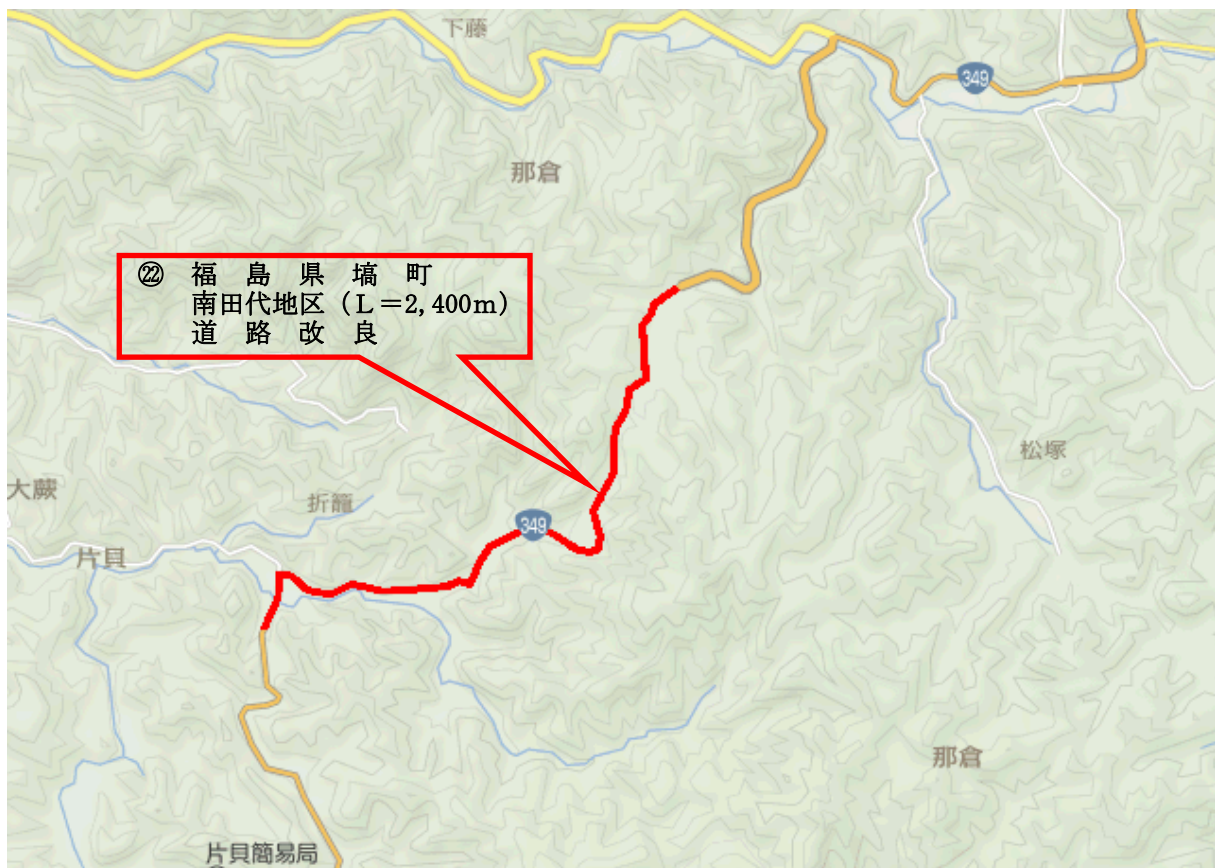 下藤
349
那倉
㉒ 福 島 県 塙 町
南田代地区（Ｌ＝2,400m）
道 路 改 良
松塚
大蕨
折籠
349
片貝
那倉
片貝簡易局